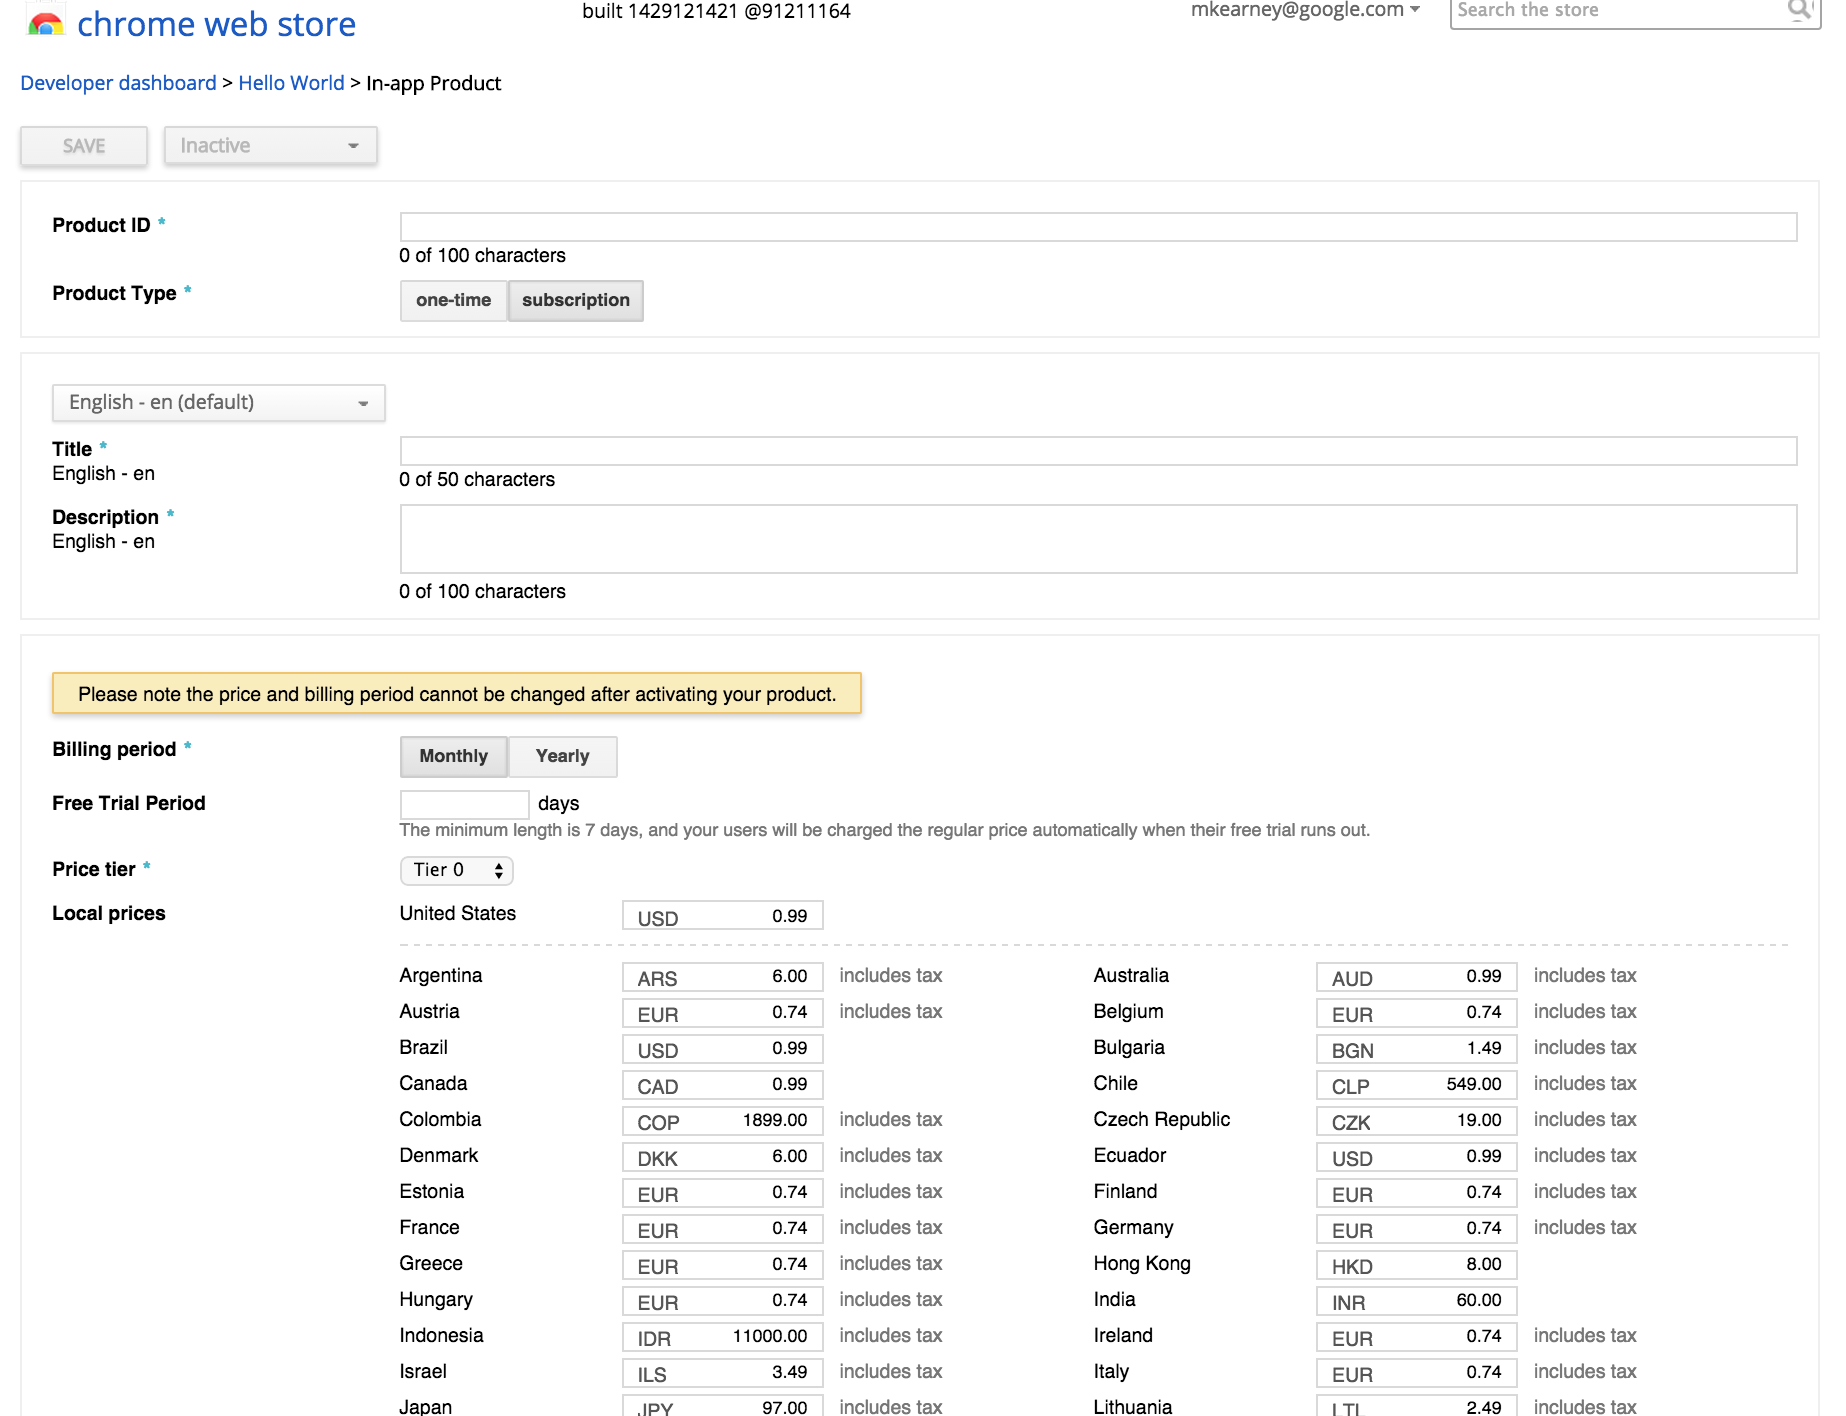 chrome web store
built 1429121421 @91211164
mkearney@google.com
Search the store
Developer dashboard > Hello World > In-app Product
SAVE
Inactive
Product ID *
0 of 100 characters
Product Type *
one-time subscription
English - en (default)
Title *
English - en
0 of 50 characters
Description *
English - en
0 of 100 characters
Please note the price and billing period cannot be changed after activating your product.
Billing period *
Monthly Yearly
Free Trial Period
days
The minimum length is 7 days, and your users will be charged the regular price automatically when their free trial runs out.
Price tier *
Tier 0
Local prices
United States USD 0.99
Argentina ARS 6.00 includes tax Australia AUD 0.99 includes tax
Austria EUR 0.74 includes tax Belgium EUR 0.74 includes tax
Brazil USD 0.99 Bulgaria BGN 1.49 includes tax
Canada CAD 0.99 Chile CLP 549.00 includes tax
Colombia COP 1899.00 includes tax Czech Republic CZK 19.00 includes tax
Denmark DKK 6.00 includes tax Ecuador USD 0.99 includes tax
Estonia EUR 0.74 includes tax Finland EUR 0.74 includes tax
France EUR 0.74 includes tax Germany EUR 0.74 includes tax
Greece EUR 0.74 includes tax Hong Kong HKD 8.00
Hungary EUR 0.74 includes tax India INR 60.00
Indonesia IDR 11000.00 includes tax Ireland EUR 0.74 includes tax
Israel ILS 3.49 includes tax Italy EUR 0.74 includes tax
Japan JPY 97.00 includes tax Lithuania LTL 2.49 includes tax